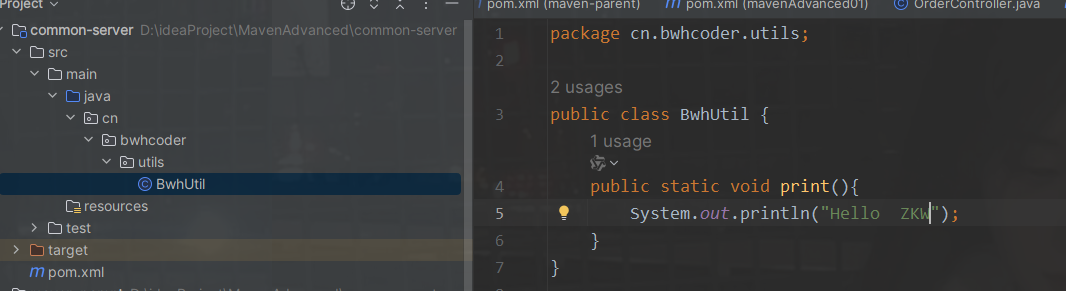 Project
common-server D:\ideaProject\MavenAdvanced\common-server
src
main
java
cn
bwhcoder
utils
BwhUtil
resources
test
target
pom.xml
pom.xml (maven-parent)
pom.xml (mavenAdvanced01)
OrderController.java
1 package cn.bwhcoder.utils;
2
2 usages
3 public class BwhUtil {
1 usage
4 public static void print(){
5 System.out.println("Hello  ZKW");
6 }
7 }